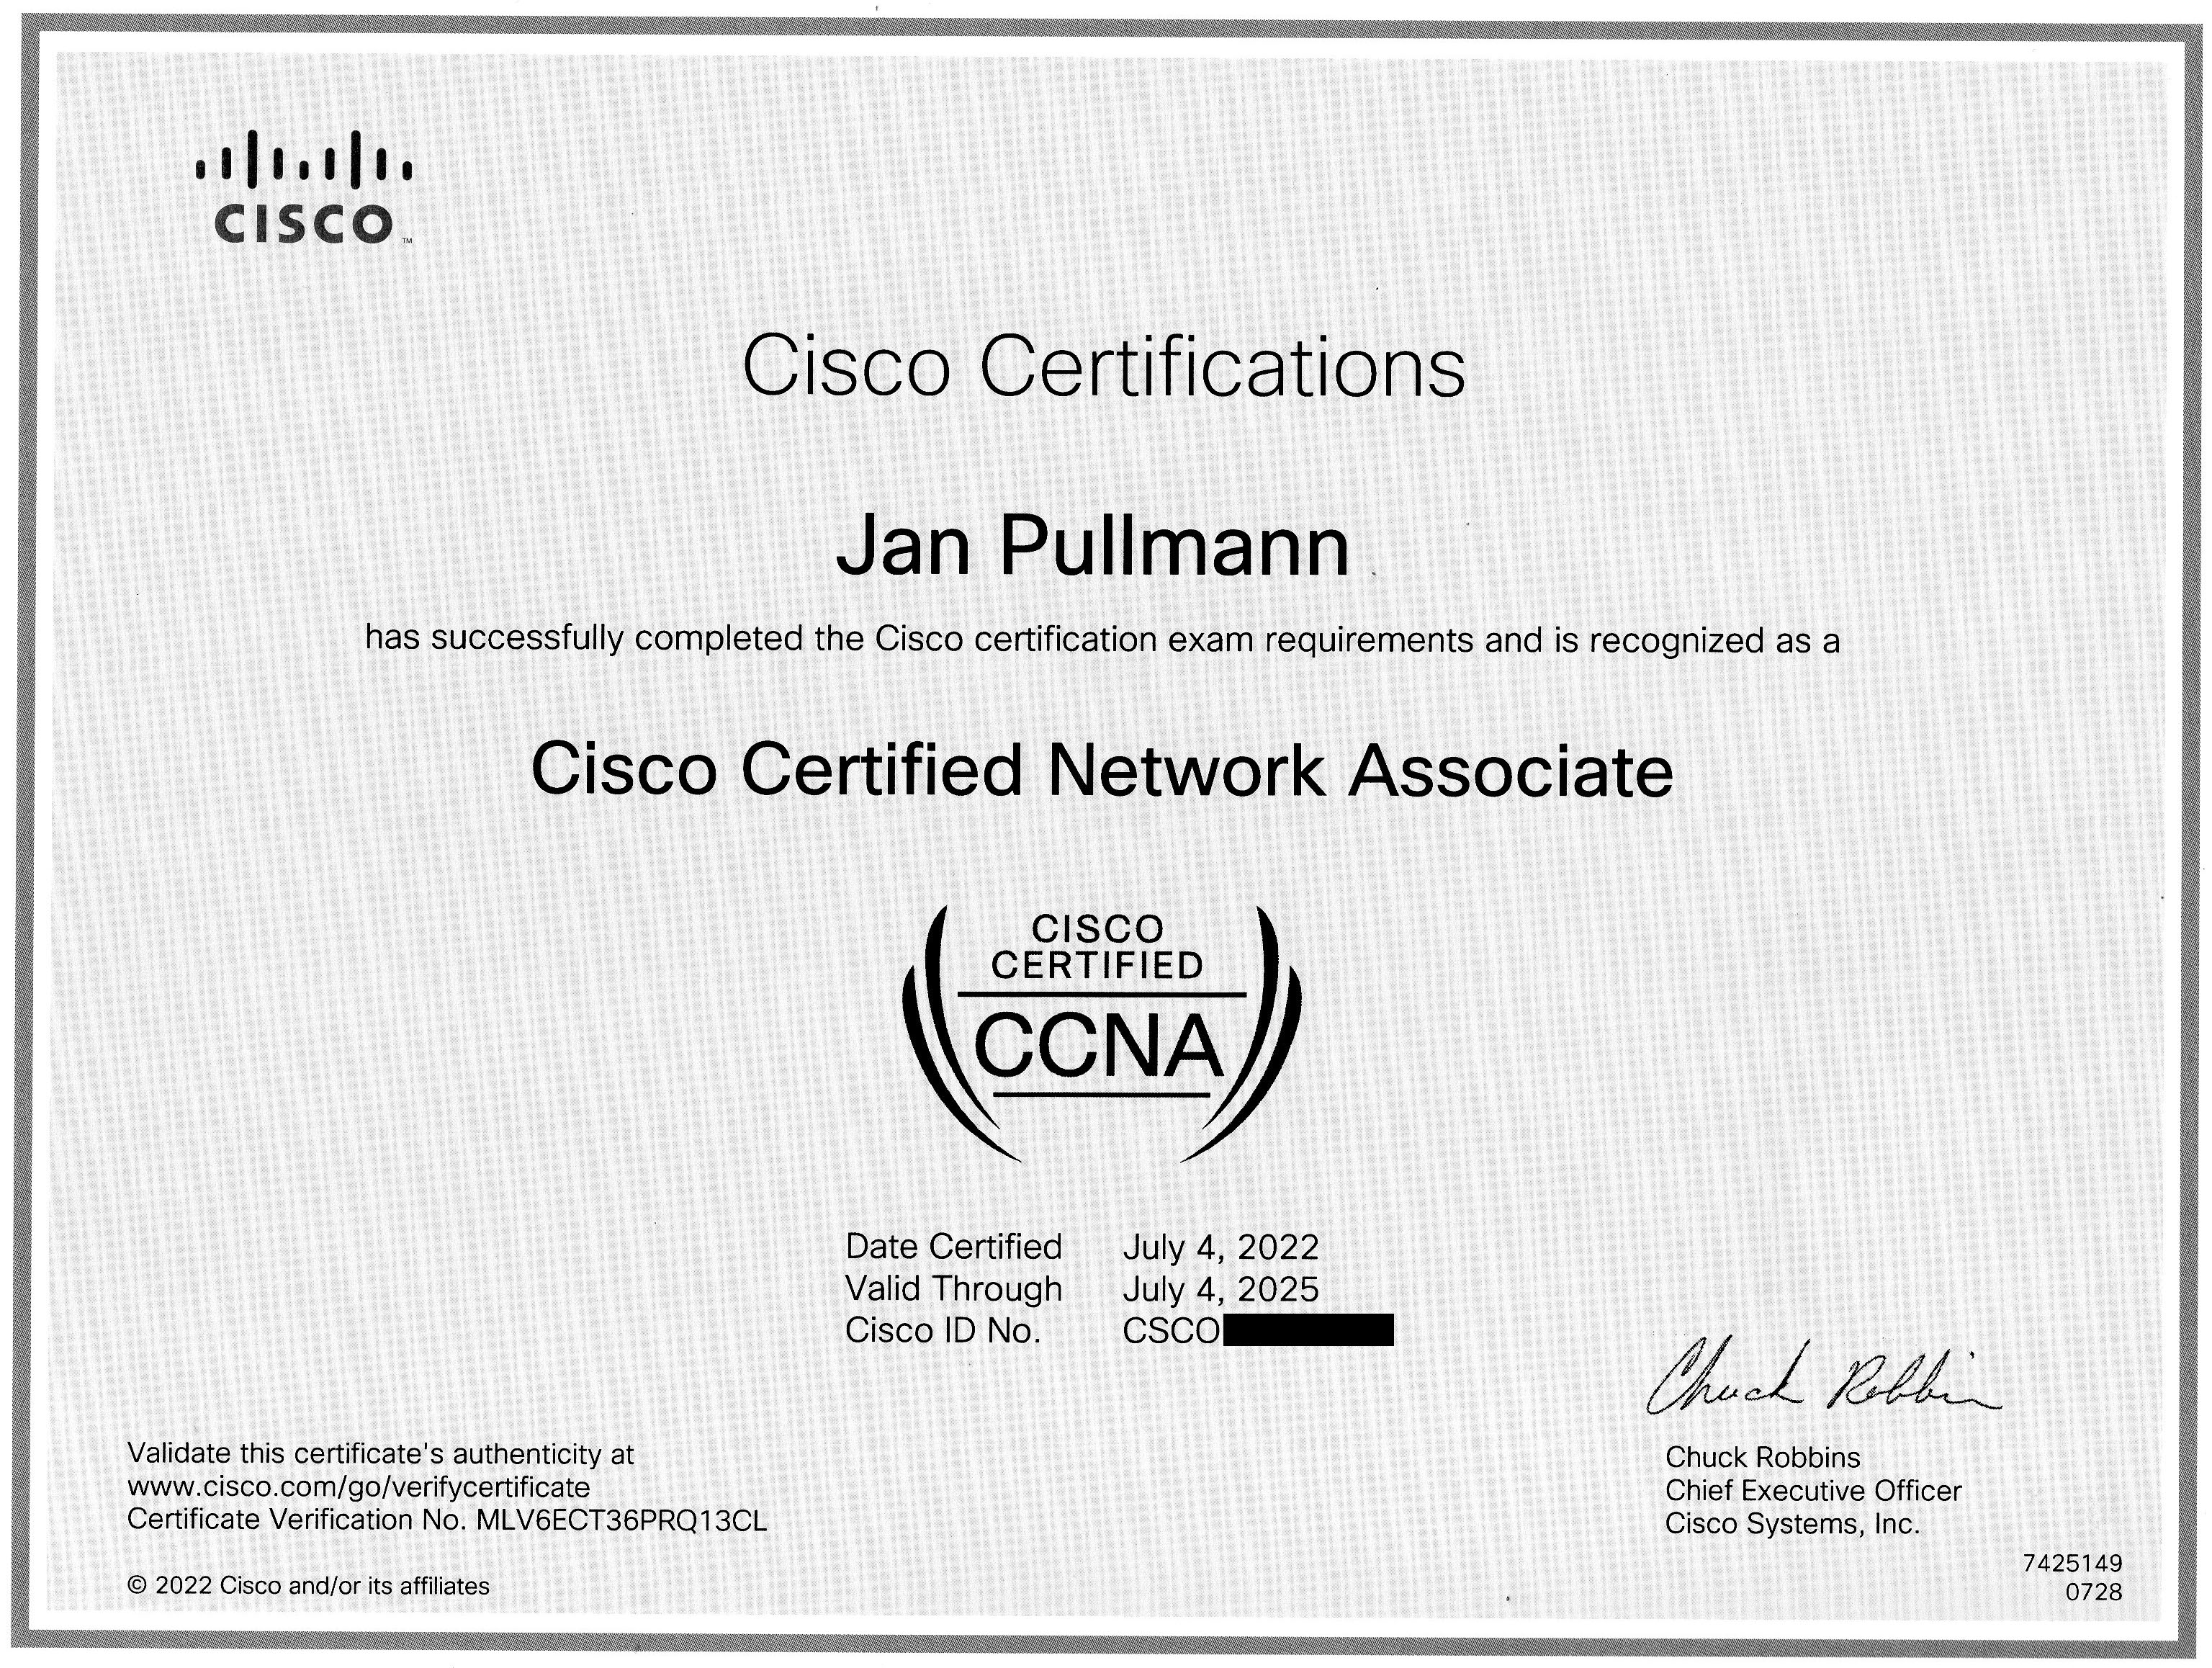 CISCO™
Cisco Certifications
Jan Pullmann
has successfully completed the Cisco certification exam requirements and is recognized as a
Cisco Certified Network Associate
CISCO
CERTIFIED
CCNA
Date Certified July 4, 2022
Valid Through July 4, 2025
Cisco ID No. CSCO
Chuck Robbins
Validate this certificate's authenticity at
www.cisco.com/go/verifycertificate
Certificate Verification No. MLV6ECT36PRQ13CL
© 2022 Cisco and/or its affiliates
Chuck Robbins
Chief Executive Officer
Cisco Systems, Inc.
7425149
0728